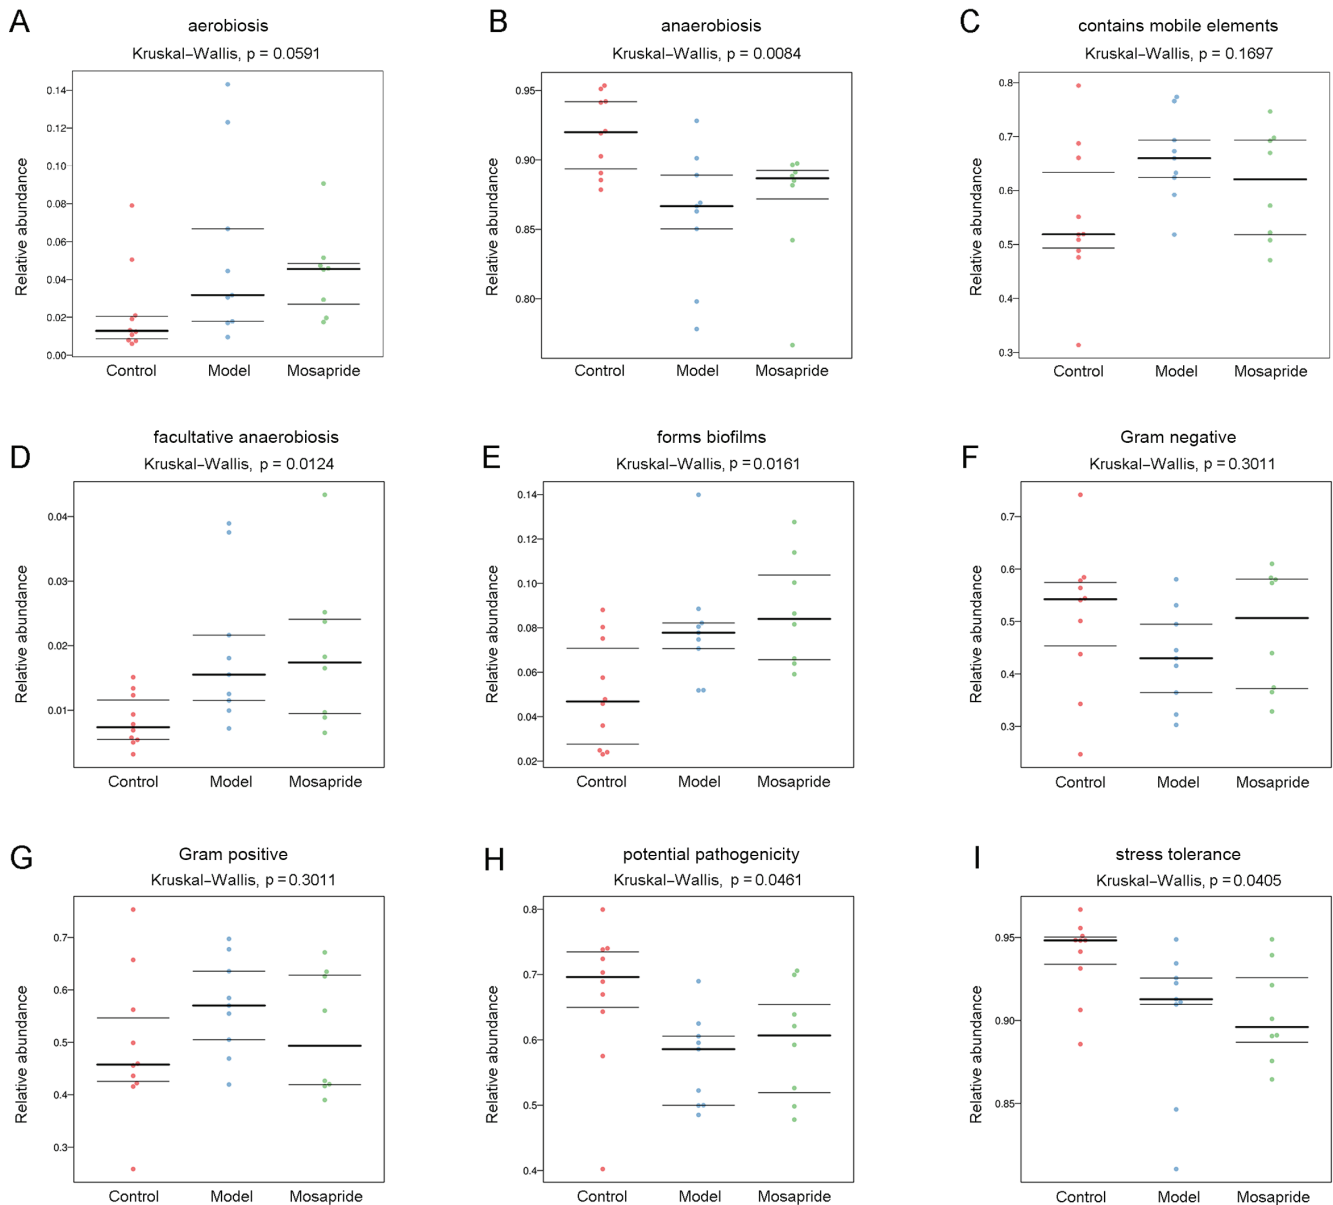 A
aerobiosis
Kruskal–Wallis, p = 0.0591
Relative abundance
0.14
0.12
0.10
0.08
0.06
0.04
0.02
0.00
Control Model Mosapride
B
anaerobiosis
Kruskal–Wallis, p = 0.0084
Relative abundance
0.95
0.90
0.85
0.80
Control Model Mosapride
C
contains mobile elements
Kruskal–Wallis, p = 0.1697
Relative abundance
0.8
0.7
0.6
0.5
0.4
0.3
Control Model Mosapride
D
facultative anaerobiosis
Kruskal–Wallis, p = 0.0124
Relative abundance
0.04
0.03
0.02
0.01
Control Model Mosapride
E
forms biofilms
Kruskal–Wallis, p = 0.0161
Relative abundance
0.14
0.12
0.10
0.08
0.06
0.04
0.02
Control Model Mosapride
F
Gram negative
Kruskal–Wallis, p = 0.3011
Relative abundance
0.7
0.6
0.5
0.4
0.3
Control Model Mosapride
G
Gram positive
Kruskal–Wallis, p = 0.3011
Relative abundance
0.7
0.6
0.5
0.4
0.3
Control Model Mosapride
H
potential pathogenicity
Kruskal–Wallis, p = 0.0461
Relative abundance
0.8
0.7
0.6
0.5
0.4
Control Model Mosapride
I
stress tolerance
Kruskal–Wallis, p = 0.0405
Relative abundance
0.95
0.90
0.85
Control Model Mosapride